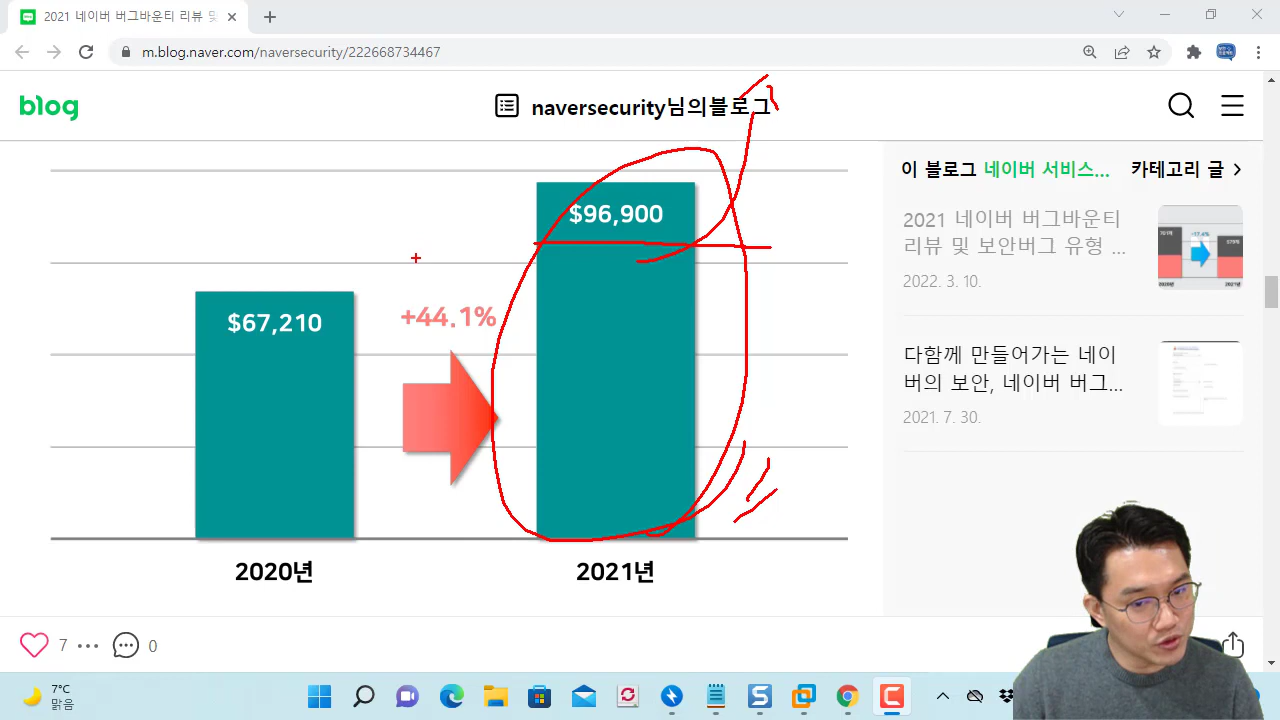 2021 네이버 버그바운티 리뷰 및
m.blog.naver.com/naversecurity/222668734467
blog
naversecurity님의블로그
이 블로그 네이버 서비스...
카테고리 글
$96,900
$67,210
+44.1%
2020년
2021년
2021 네이버 버그바운티
리뷰 및 보안버그 유형 ...
2022. 3. 10.
다함께 만들어가는 네이
버의 보안, 네이버 버그...
2021. 7. 30.
7
0
7°C
맑음